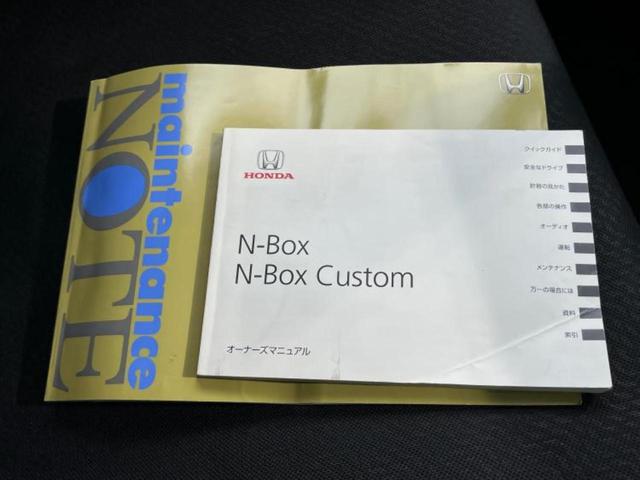 maintenance
NOTE
HONDA
N-Box
N-Box Custom
オーナーズマニュアル
クイックガイド
安全なドライブ
計器の見かた
各部の操作
オーディオ
運転
メンテナンス
万一の場合には
資料
索引